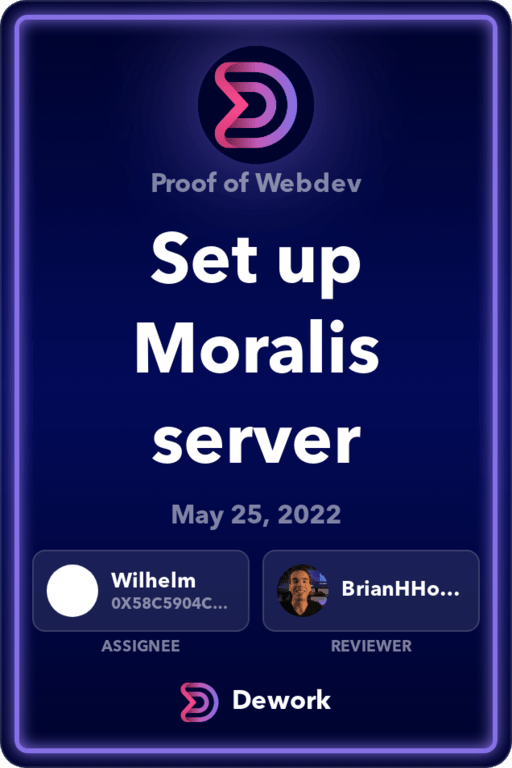 Proof of Webdev
Set up
Moralis
server
May 25, 2022
Wilhelm
0X58C5904C...
ASSIGNEE
BrianHHo...
REVIEWER
Dework